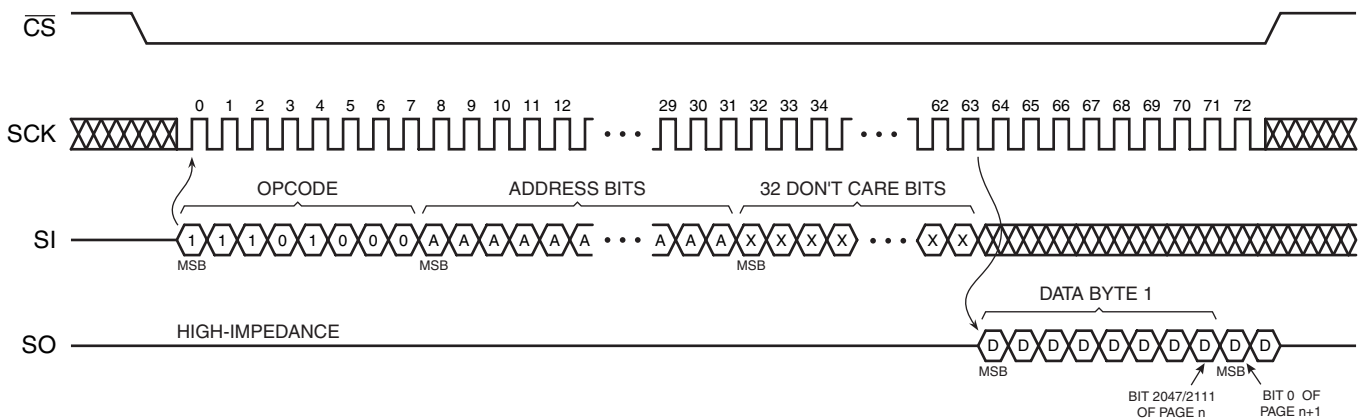 CS
0 1 2 3 4 5 6 7 8 9 10 11 12 29 30 31 32 33 34 62 63 64 65 66 67 68 69 70 71 72
SCK
OPCODE ADDRESS BITS 32 DON'T CARE BITS
SI 1 1 1 0 1 0 0 0 A A A A A A A A A X X X X X X
MSB MSB MSB
DATA BYTE 1
HIGH-IMPEDANCE
SO D D D D D D D D D D
MSB MSB
BIT 2047/2111
OF PAGE n
BIT 0 OF
PAGE n+1